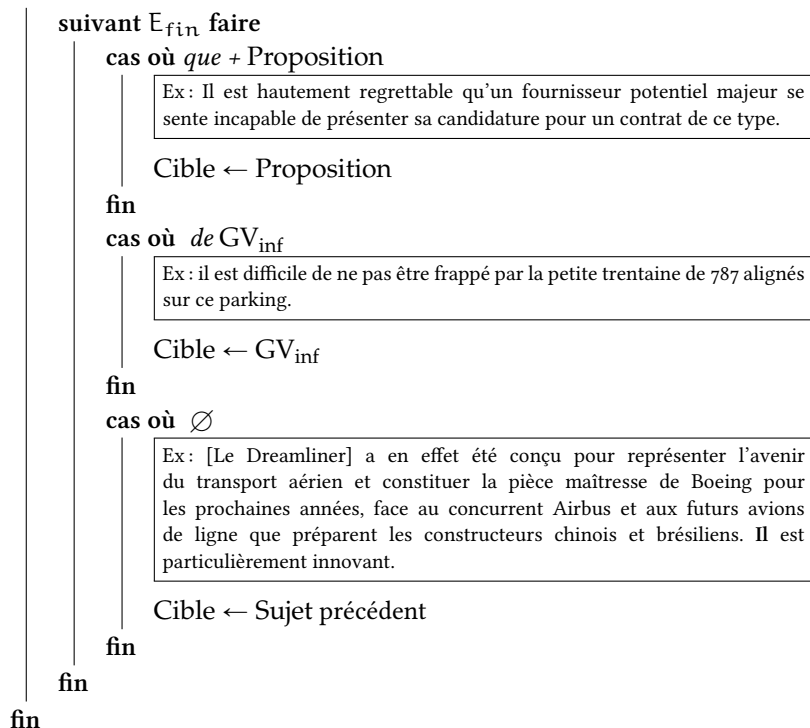 suivant E_fin faire
cas où que + Proposition
Ex : Il est hautement regrettable qu'un fournisseur potentiel majeur se
sente incapable de présenter sa candidature pour un contrat de ce type.
Cible ← Proposition
fin
cas où de GV_inf
Ex : il est difficile de ne pas être frappé par la petite trentaine de 787 alignés
sur ce parking.
Cible ← GV_inf
fin
cas où ∅
Ex : [Le Dreamliner] a en effet été conçu pour représenter l'avenir
du transport aérien et constituer la pièce maîtresse de Boeing pour
les prochaines années, face au concurrent Airbus et aux futurs avions
de ligne que préparent les constructeurs chinois et brésiliens. Il est
particulièrement innovant.
Cible ← Sujet précédent
fin
fin
fin